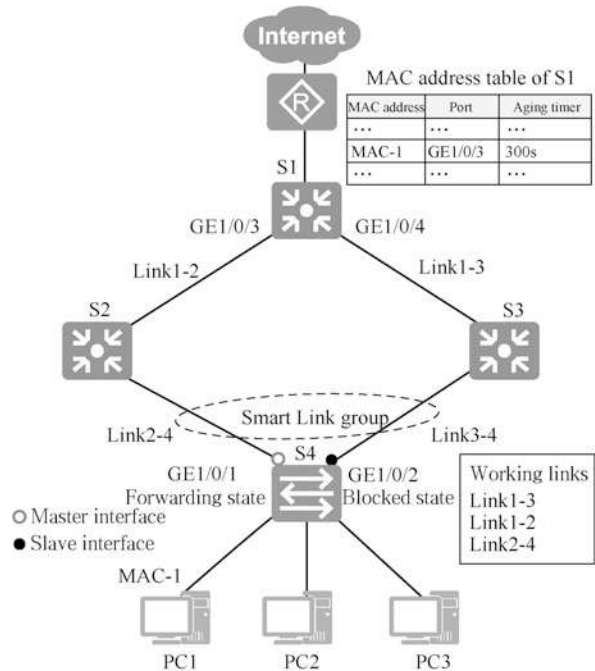 Internet
MAC address table of S1
MAC address Port Aging timer
... ... ...
MAC-1 GE1/0/3 300s
... ... ...
R
S1
GE1/0/3 GE1/0/4
Link1-2 Link1-3
S2 S3
Smart Link group
Link2-4 Link3-4
S4
GE1/0/1 GE1/0/2
Forwarding state Blocked state
Working links
Link1-3
Link1-2
Link2-4
Master interface
Slave interface
MAC-1
PC1 PC2 PC3